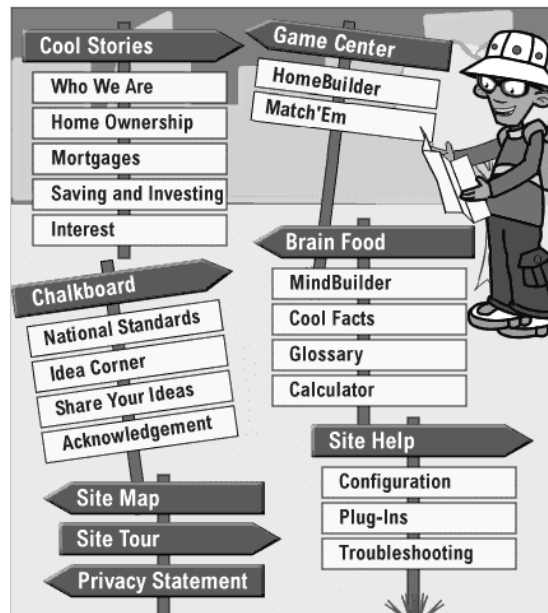 Cool Stories
Who We Are
Home Ownership
Mortgages
Saving and Investing
Interest
Game Center
HomeBuilder
Match'Em
Chalkboard
National Standards
Idea Corner
Share Your Ideas
Acknowledgement
Brain Food
MindBuilder
Cool Facts
Glossary
Calculator
Site Help
Configuration
Plug-Ins
Troubleshooting
Site Map
Site Tour
Privacy Statement